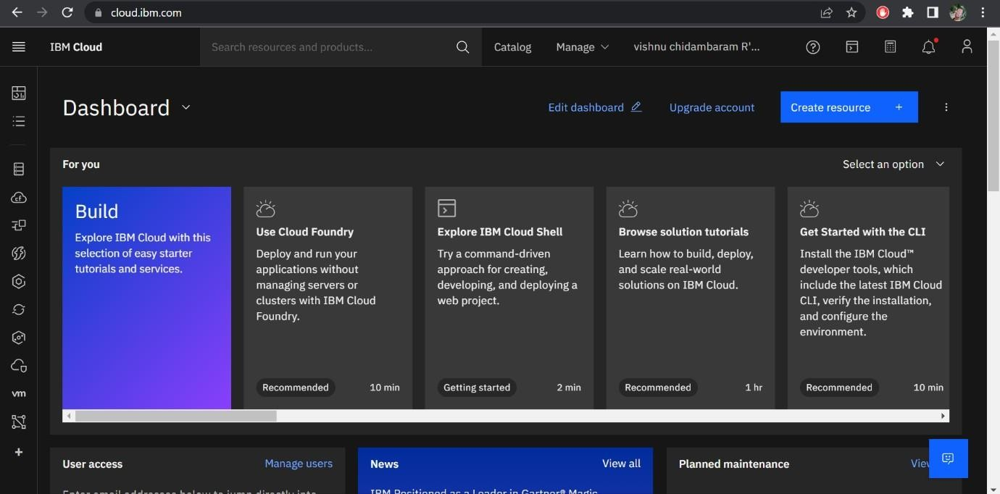 cloud.ibm.com
IBM Cloud
Search resources and products...
Catalog
Manage
vishnu chidambaram R'...
Dashboard
Edit dashboard
Upgrade account
Create resource +
For you
Select an option
Build
Explore IBM Cloud with this
selection of easy starter
tutorials and services.
Use Cloud Foundry
Deploy and run your
applications without
managing servers or
clusters with IBM Cloud
Foundry.
Recommended
10 min
Explore IBM Cloud Shell
Try a command-driven
approach for creating,
developing, and deploying a
web project.
Getting started
2 min
Browse solution tutorials
Learn how to build, deploy,
and scale real-world
solutions on IBM Cloud.
Recommended
1 hr
Get Started with the CLI
Install the IBM Cloud™
developer tools, which
include the latest IBM Cloud
CLI, verify the installation,
and configure the
environment.
Recommended
10 min
cf
vm
User access
Manage users
Enter email addresses below to jump directly into
News
View all
IBM Positioned as a Leader in Gartner® Magic
Planned maintenance